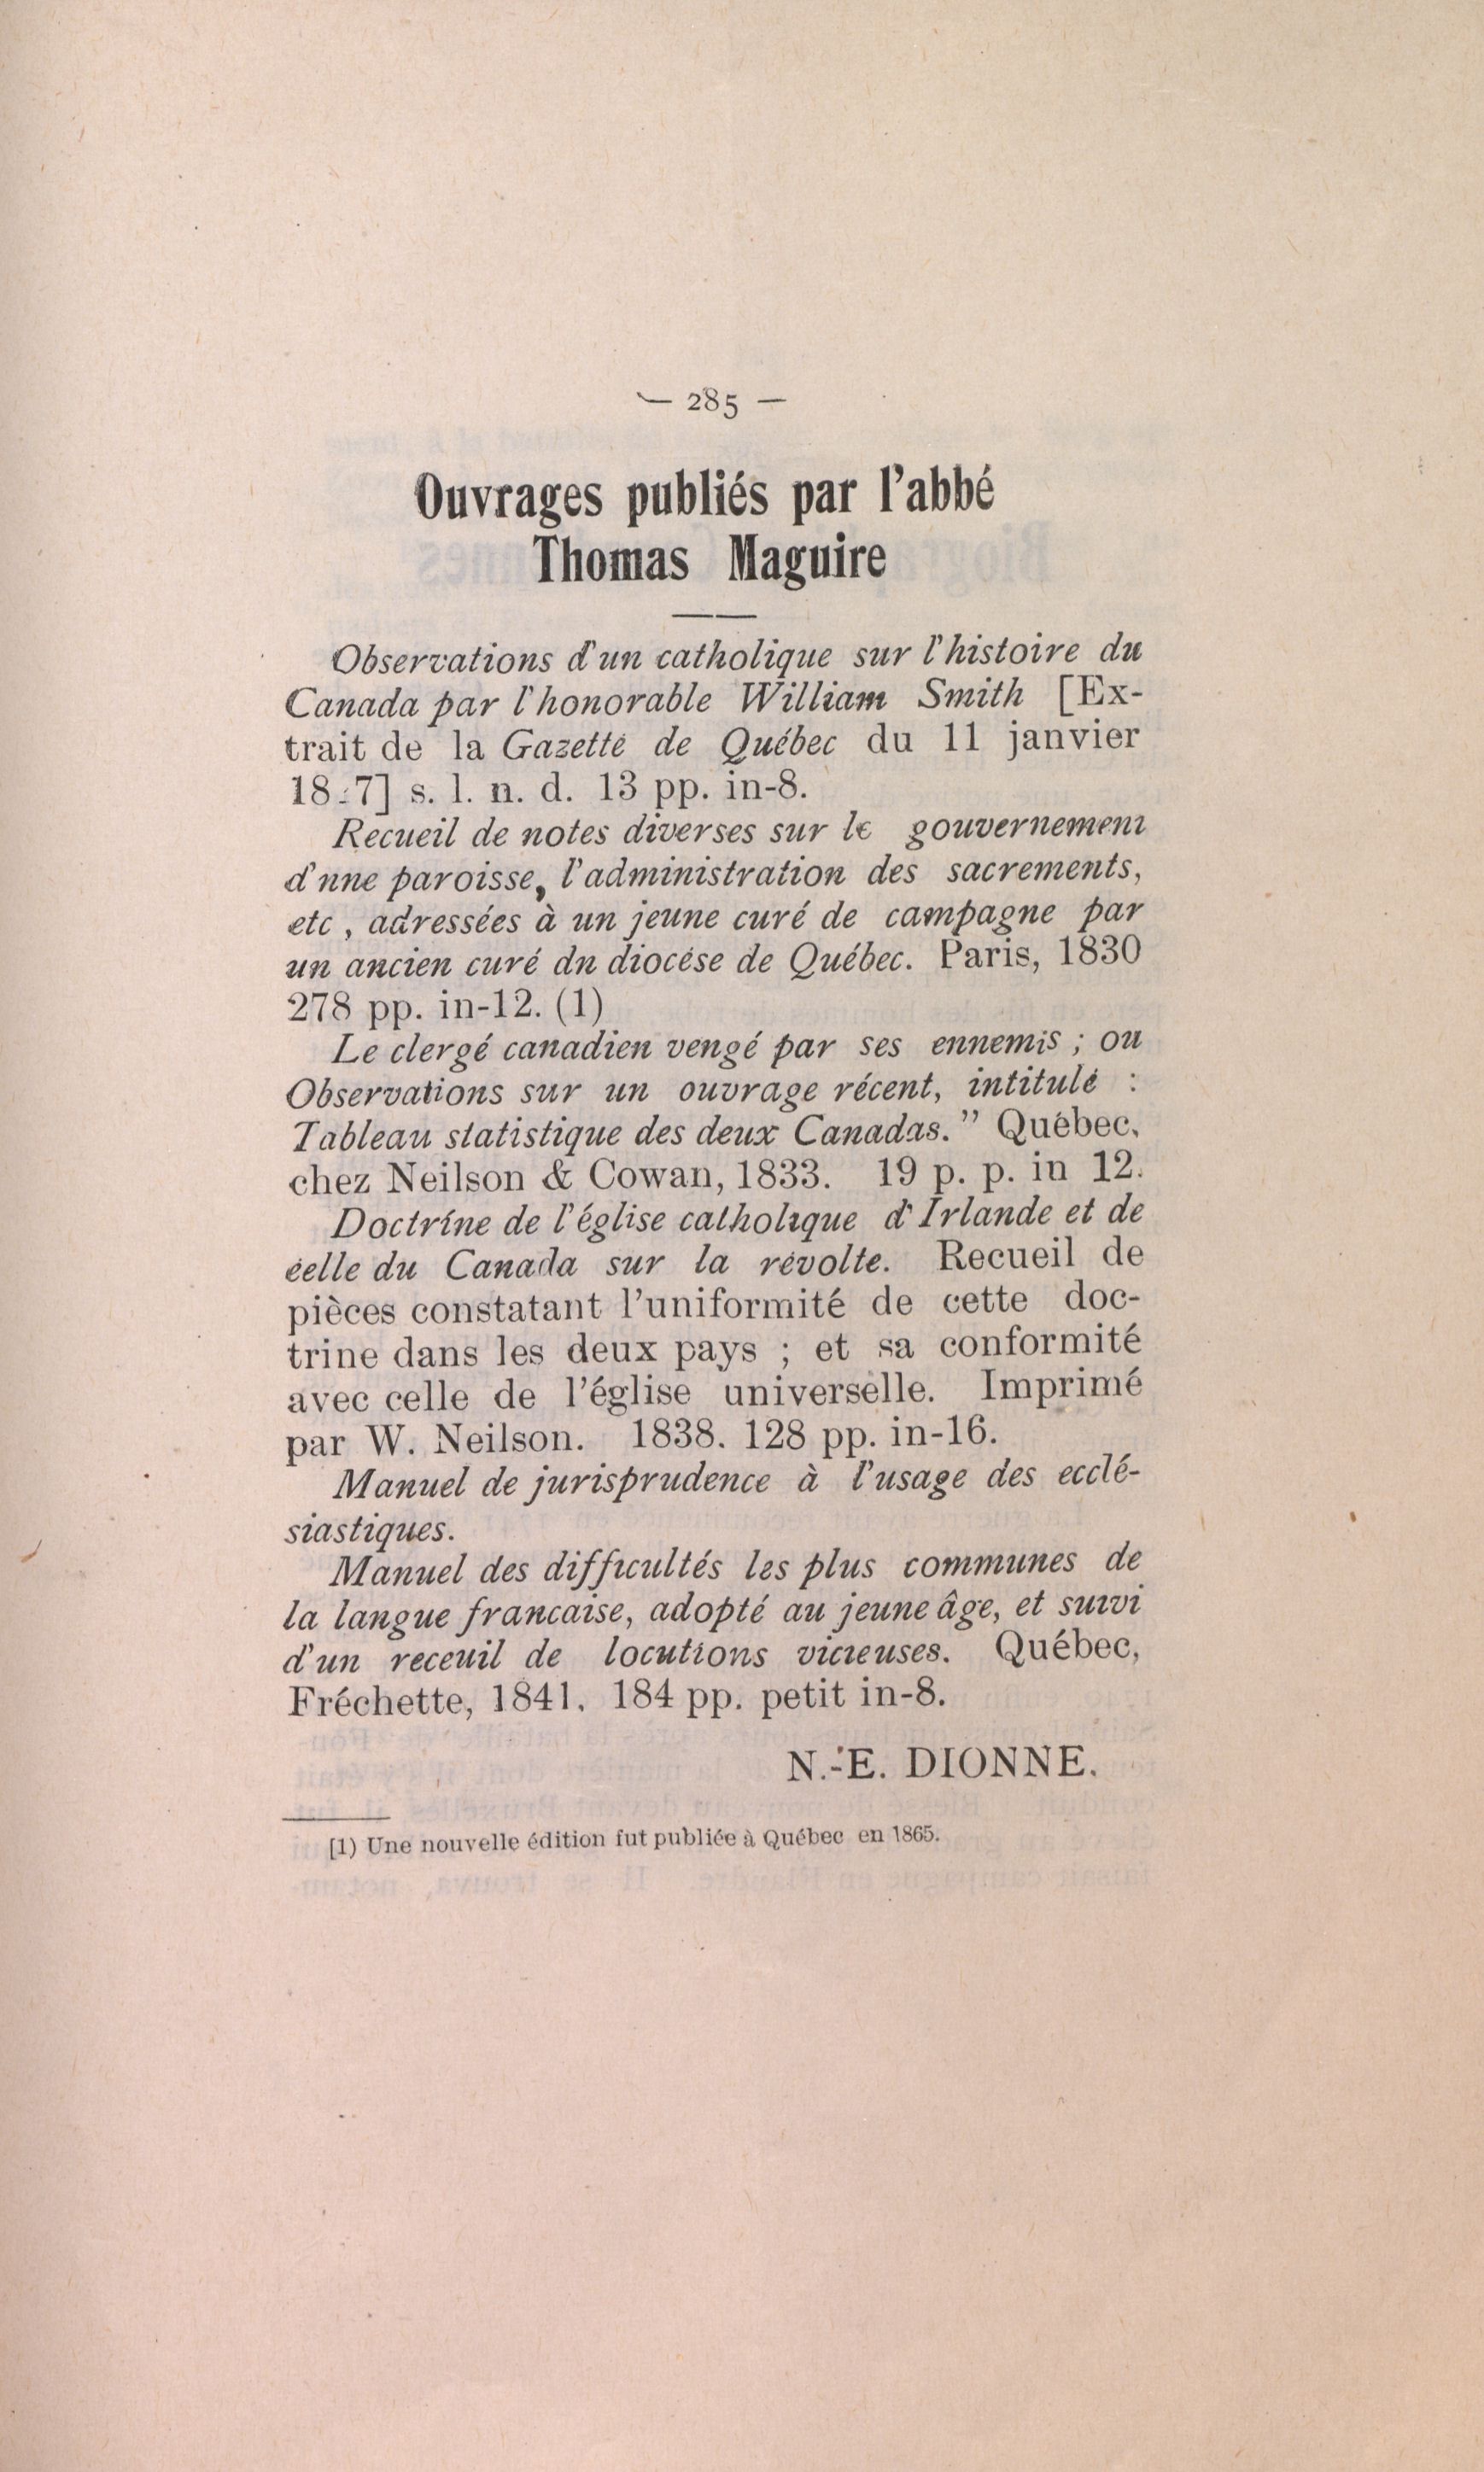 — 285 —
Ouvrages publiés par l'abbé
Thomas Maguire
Observations d'un catholique sur l'histoire du
Canada par l'honorable William Smith [Ex-
trait de la Gazette de Québec du 11 janvier
s. l. n. d. 13 pp. in-8.
Recueil de notes diverses sur le gouvernement
d'nne paroisse, l'administration des sacrements,
etc , adressées à un jeune curé de campagne par
un ancien curé dn diocése de Québec. Paris, 1830
278 pp. in-12. (1)
Le clergé canadien vengé par ses ennemis ; ou
Observations sur un ouvrage récent, intitulé :
Tableau statistique des deux Canadas." Québec,
chez Neilson & Cowan, 1833. 19 p. p. in 12.
Doctríne de l'église catholique d'Irlande et de
éelle du Canada sur la révolte. Recueil de
pièces constatant l'uniformité de cette doc-
trine dans les deux pays ; et sa conformité
avec celle de l'église universelle. Imprimé
par W. Neilson. 1838. 128 pp. in-16.
Manuel de jurisprudence à l'usage des ecclé-
siastiques.
Manuel des difficultés les plus communes de
la langue francaise, adopté au jeune âge, et suivi
d'un receuil de locutions vicieuses. Québec,
Fréchette, 1841. 184 pp. petit in-8.
N.-E. DIONNE.
[1) Une nouvelle édition fut publiée à Québec en 1865.